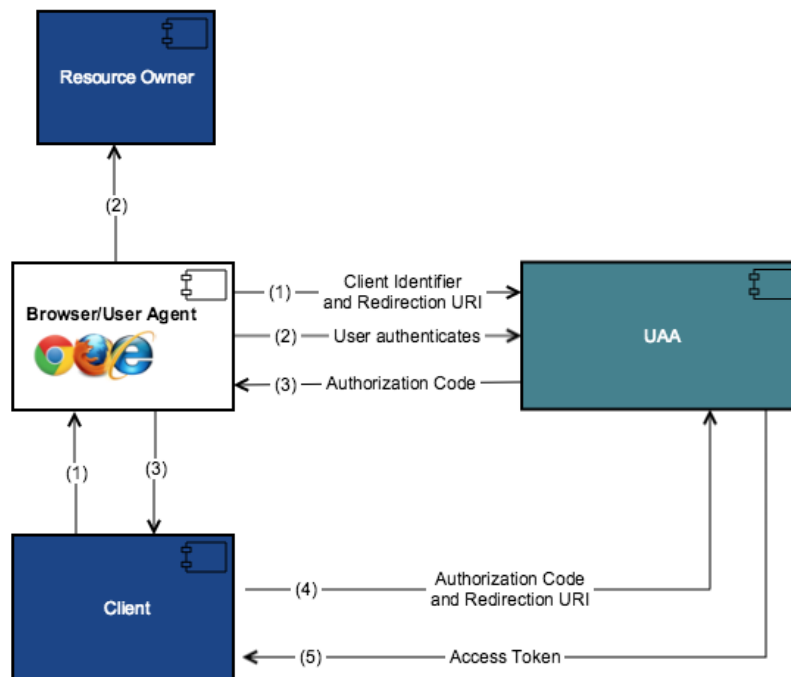 Resource Owner
(2)
Browser/User Agent
(1) Client Identifier
and Redirection URI
(2) User authenticates
(3) Authorization Code
UAA
(1)
(3)
Client
(4) Authorization Code
and Redirection URI
(5) Access Token